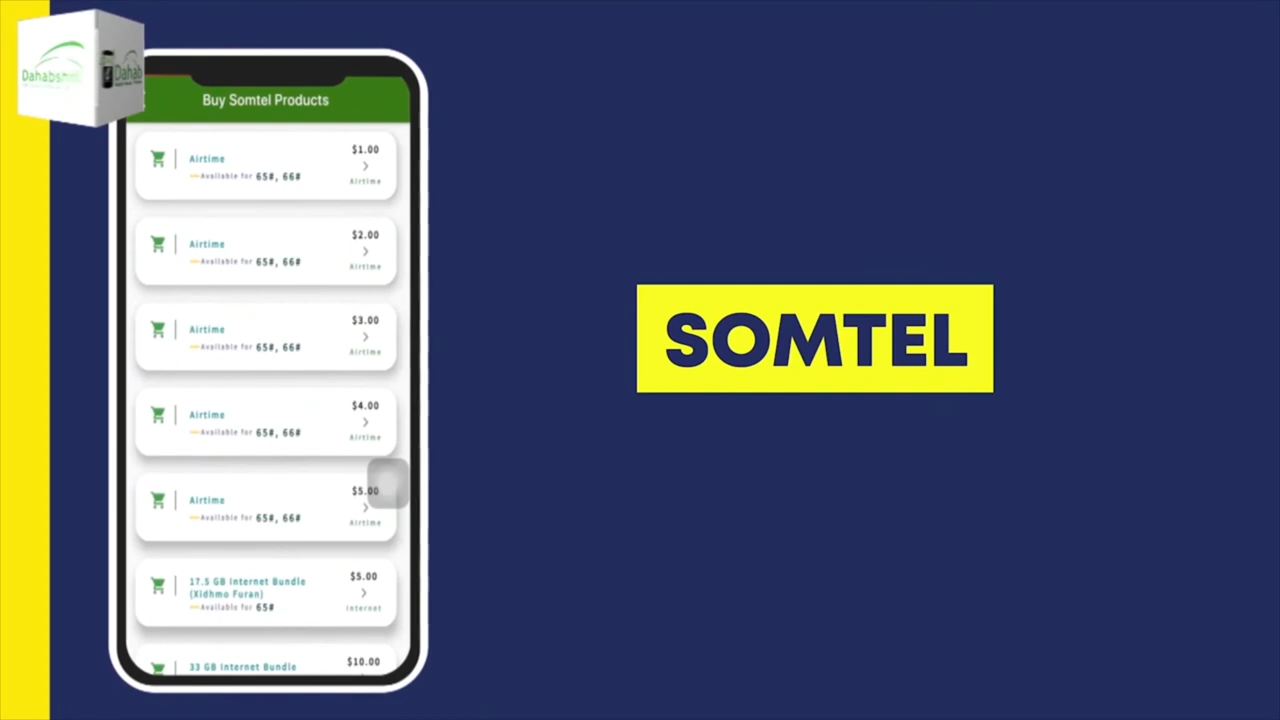 Buy Somtel Products
Airtime
Available for 65#, 66#
$1.00
Airtime
Airtime
Available for 65#, 66#
$2.00
Airtime
Airtime
Available for 65#, 66#
$3.00
Airtime
Airtime
Available for 65#, 66#
$4.00
Airtime
Airtime
Available for 65#, 66#
$5.00
Airtime
17.5 GB Internet Bundle
(Xidhmo Furan)
Available for 65#
$5.00
Internet
33 GB Internet Bundle
$10.00
SOMTEL